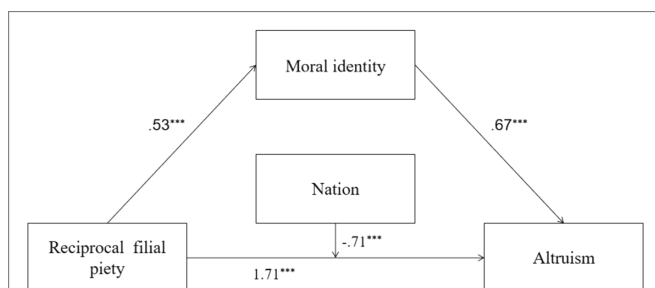 Moral identity
.53***
.67***
Nation
-.71***
Reciprocal filial
piety
1.71***
Altruism